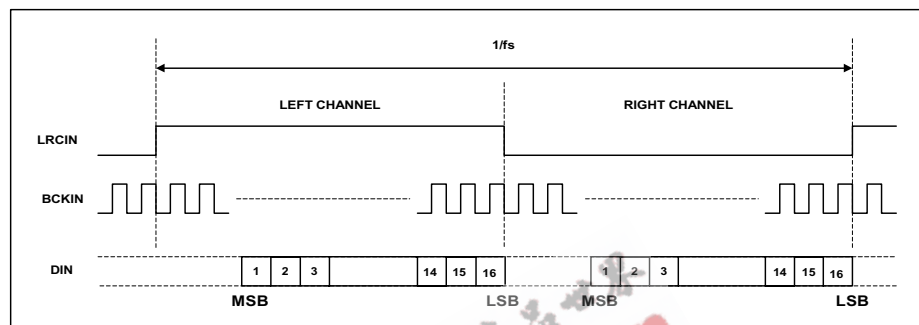 1/fs
LEFT CHANNEL RIGHT CHANNEL
LRCIN
BCKIN
DIN 1 2 3 14 15 16 1 2 3 14 15 16
MSB LSB MSB LSB